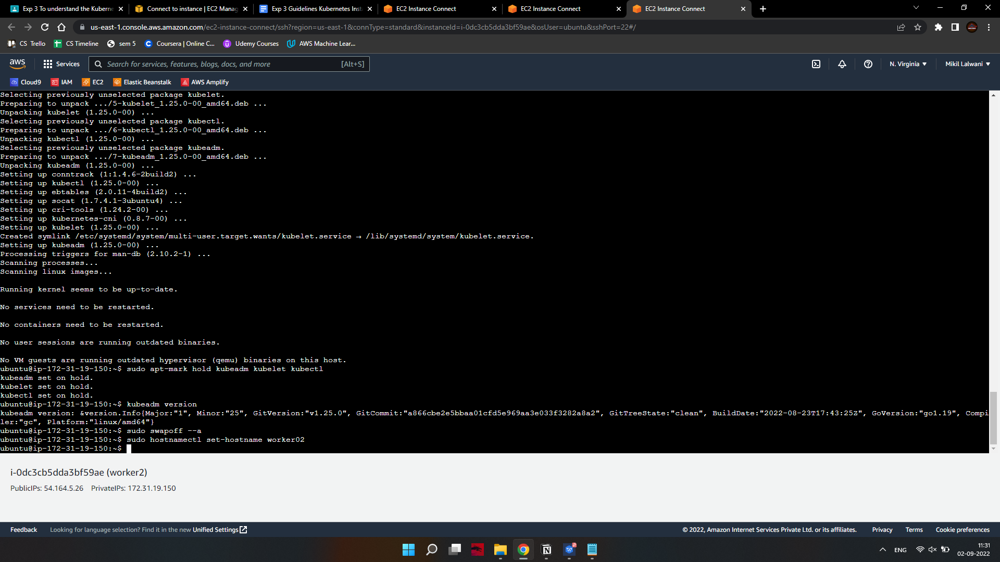 Exp 3 To understand the Kuberne
Connect to instance | EC2 Manag
Exp 3 Guidelines Kubernetes Inst
EC2 Instance Connect
EC2 Instance Connect
EC2 Instance Connect
us-east-1.console.aws.amazon.com/ec2-instance-connect/ssh?region=us-east-1&connType=standard&instanceId=i-0dc3cb5dda3bf59ae&osUser=ubuntu&sshPort=22#/
CS Trello
CS Timeline
sem 5
Coursera | Online C...
Udemy Courses
AWS Machine Lear...
aws
Services
Search for services, features, blogs, docs, and more
[Alt+S]
N. Virginia
Mikil Lalwani
Cloud9
IAM
EC2
Elastic Beanstalk
AWS Amplify
Selecting previously unselected package kubelet.
Preparing to unpack .../5-kubelet_1.25.0-00_amd64.deb ...
Unpacking kubelet (1.25.0-00) ...
Selecting previously unselected package kubectl.
Preparing to unpack .../6-kubectl_1.25.0-00_amd64.deb ...
Unpacking kubectl (1.25.0-00) ...
Selecting previously unselected package kubeadm.
Preparing to unpack .../7-kubeadm_1.25.0-00_amd64.deb ...
Unpacking kubeadm (1.25.0-00) ...
Setting up conntrack (1:1.4.6-2build2) ...
Setting up kubectl (1.25.0-00) ...
Setting up ebtables (2.0.11-4build2) ...
Setting up socat (1.7.4.1-3ubuntu4) ...
Setting up cri-tools (1.24.2-00) ...
Setting up kubernetes-cni (0.8.7-00) ...
Setting up kubelet (1.25.0-00) ...
Created symlink /etc/systemd/system/multi-user.target.wants/kubelet.service → /lib/systemd/system/kubelet.service.
Setting up kubeadm (1.25.0-00) ...
Processing triggers for man-db (2.10.2-1) ...
Scanning processes...
Scanning linux images...
Running kernel seems to be up-to-date.
No services need to be restarted.
No containers need to be restarted.
No user sessions are running outdated binaries.
No VM guests are running outdated hypervisor (qemu) binaries on this host.
ubuntu@ip-172-31-19-150:~$ sudo apt-mark hold kubeadm kubelet kubectl
kubeadm set on hold.
kubelet set on hold.
kubectl set on hold.
ubuntu@ip-172-31-19-150:~$ kubeadm version
kubeadm version: &version.Info{Major:"1", Minor:"25", GitVersion:"v1.25.0", GitCommit:"a866cbe2e5bbaa01cfd5e969aa3e033f3282a8a2", GitTreeState:"clean", BuildDate:"2022-08-23T17:43:25Z", GoVersion:"go1.19", Compi
ler:"gc", Platform:"linux/amd64"}
ubuntu@ip-172-31-19-150:~$ sudo swapoff --a
ubuntu@ip-172-31-19-150:~$ sudo hostnamectl set-hostname worker02
ubuntu@ip-172-31-19-150:~$
i-0dc3cb5dda3bf59ae (worker2)
PublicIPs: 54.164.5.26 PrivateIPs: 172.31.19.150
Feedback
Looking for language selection? Find it in the new Unified Settings
© 2022, Amazon Internet Services Private Ltd. or its affiliates.
Privacy
Terms
Cookie preferences
ENG
11:31
02-09-2022